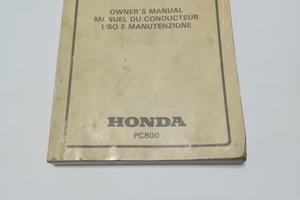 OWNER'S MANUAL
MANUEL DU CONDUCTEUR
USO E MANUTENZIONE
HONDA
PC800